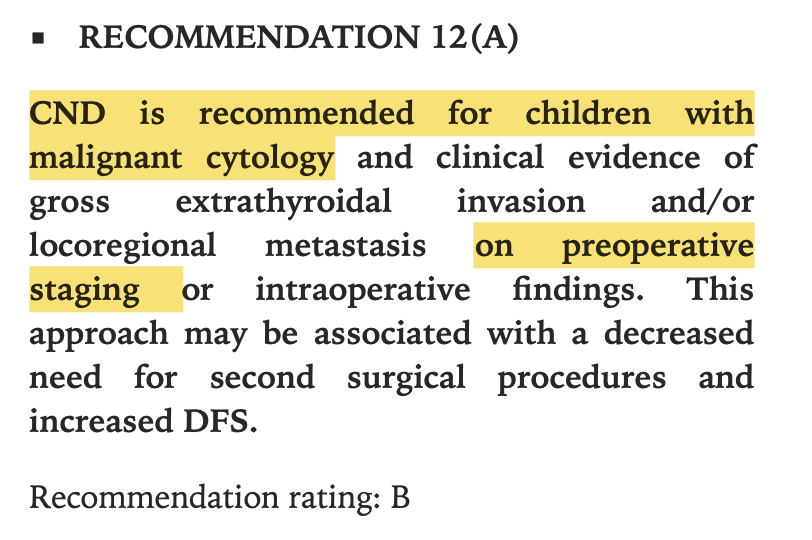 ▪ RECOMMENDATION 12(A)
CND is recommended for children with
malignant cytology and clinical evidence of
gross extrathyroidal invasion and/or
locoregional metastasis on preoperative
staging or intraoperative findings. This
approach may be associated with a decreased
need for second surgical procedures and
increased DFS.
Recommendation rating: B